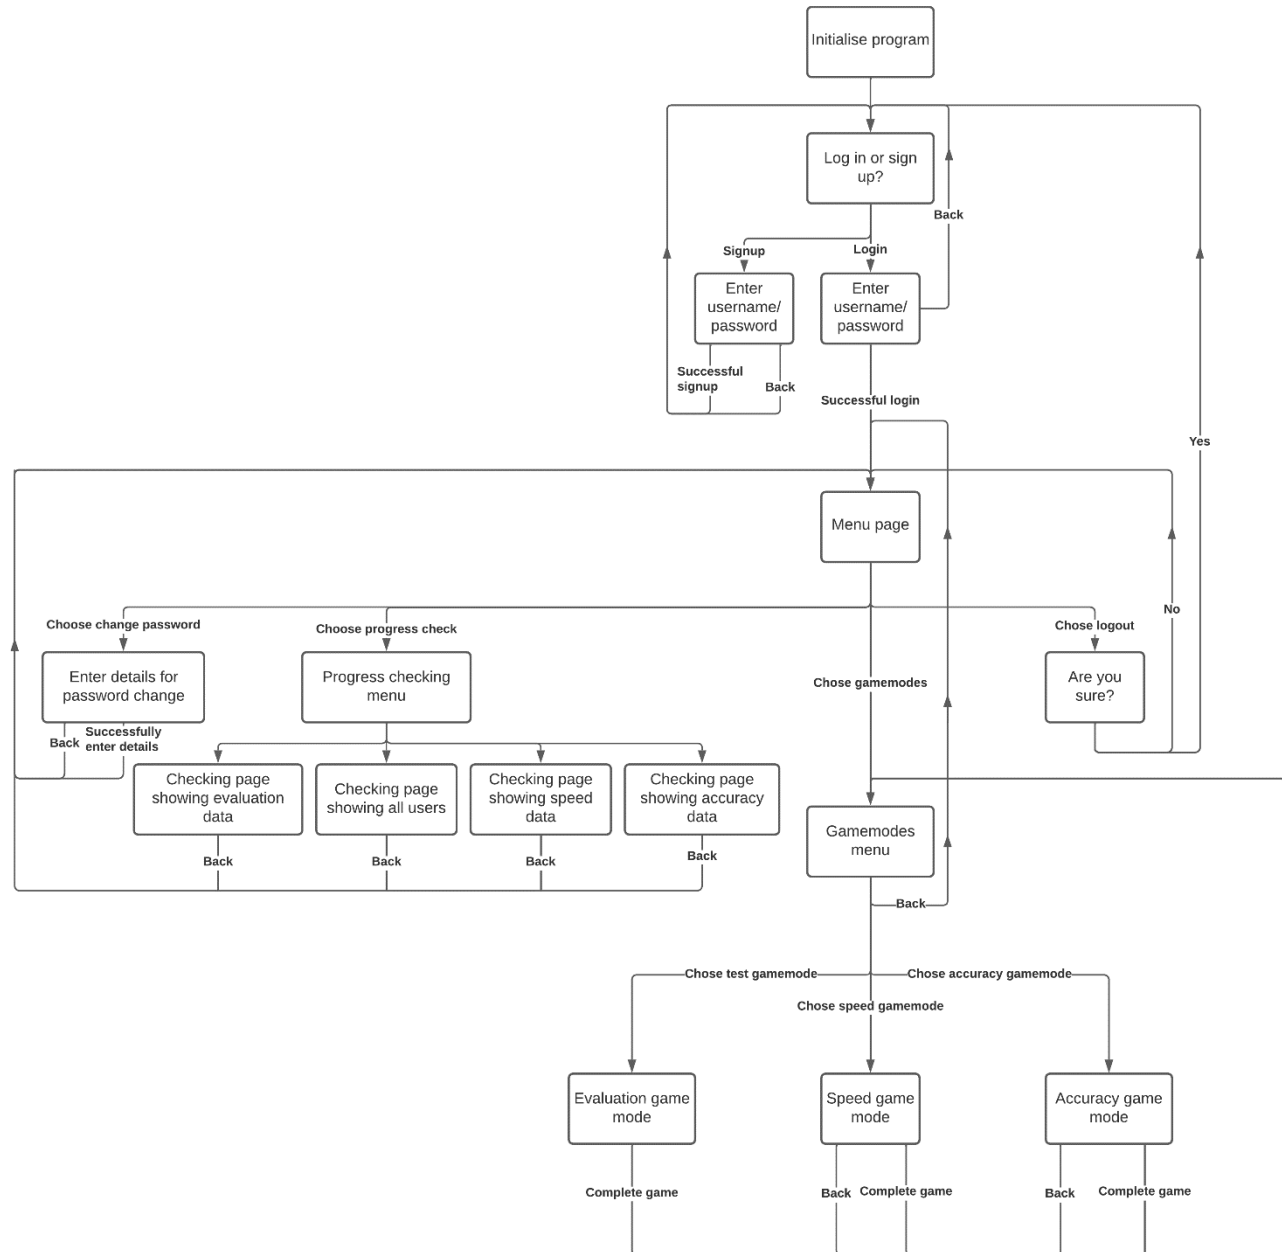 Initialise program
Log in or sign
up?
Back
Signup
Login
Enter
username/
password
Enter
username/
password
Successful
signup
Back
Successful login
Yes
Menu page
No
Choose change password
Choose progress check
Chose logout
Enter details for
password change
Progress checking
menu
Chose gamemodes
Are you
sure?
Back
Successfully
enter details
Checking page
showing evaluation
data
Checking page
showing all users
Checking page
showing speed
data
Checking page
showing accuracy
data
Gamemodes
menu
Back
Back
Back
Back
Back
Chose test gamemode
Chose accuracy gamemode
Chose speed gamemode
Evaluation game
mode
Speed game
mode
Accuracy game
mode
Complete game
Back
Complete game
Back
Complete game